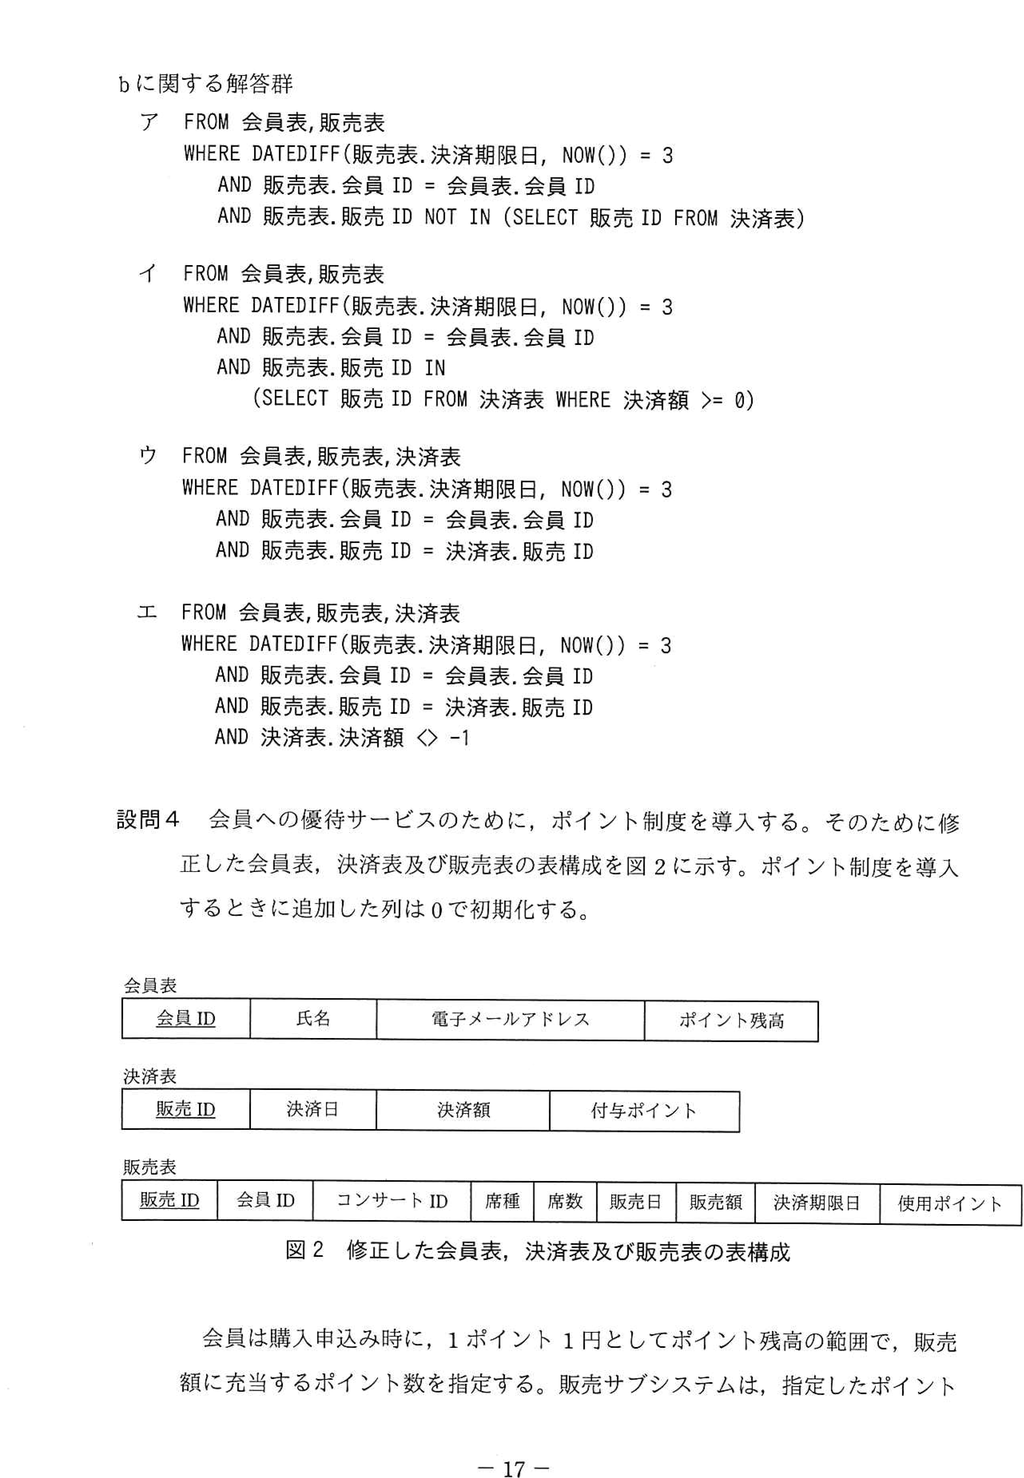 bに関する解答群
ア FROM 会員表,販売表
WHERE DATEDIFF(販売表.決済期限日, NOW()) = 3
AND 販売表.会員 ID = 会員表.会員 ID
AND 販売表.販売 ID NOT IN (SELECT 販売 ID FROM 決済表)
イ FROM 会員表,販売表
WHERE DATEDIFF(販売表.決済期限日, NOW()) = 3
AND 販売表.会員 ID = 会員表.会員 ID
AND 販売表.販売 ID IN
(SELECT 販売 ID FROM 決済表 WHERE 決済額 >= 0)
ウ FROM 会員表,販売表,決済表
WHERE DATEDIFF(販売表.決済期限日, NOW()) = 3
AND 販売表.会員 ID = 会員表.会員 ID
AND 販売表.販売 ID = 決済表.販売 ID
エ FROM 会員表,販売表,決済表
WHERE DATEDIFF(販売表.決済期限日, NOW()) = 3
AND 販売表.会員 ID = 会員表.会員 ID
AND 販売表.販売 ID = 決済表.販売 ID
AND 決済表.決済額 <> -1
設問4 会員への優待サービスのために，ポイント制度を導入する。そのために修
正した会員表，決済表及び販売表の表構成を図2に示す。ポイント制度を導入
するときに追加した列は0で初期化する。
会員表
会員 ID 氏名 電子メールアドレス ポイント残高
決済表
販売 ID 決済日 決済額 付与ポイント
販売表
販売 ID 会員 ID コンサート ID 席種 席数 販売日 販売額 決済期限日 使用ポイント
図2 修正した会員表，決済表及び販売表の表構成
会員は購入申込み時に，1ポイント1円としてポイント残高の範囲で，販売
額に充当するポイント数を指定する。販売サブシステムは，指定したポイント
― 17 ―